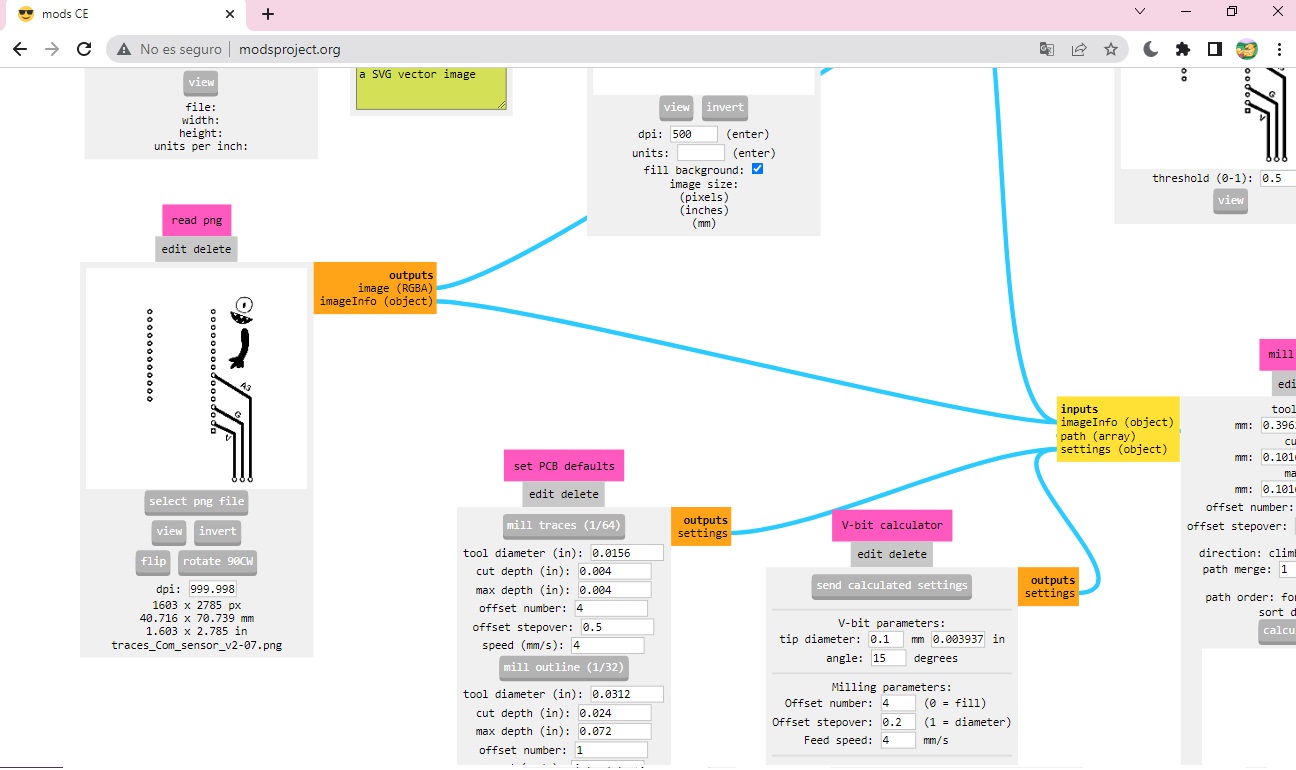 mods CE
No es seguro
modsproject.org
view
file:
width:
height:
units per inch:
a SVG vector image
view invert
dpi: 500 (enter)
units: (enter)
fill background:
image size:
(pixels)
(inches)
(mm)
G
V
threshold (0-1): 0.5
view
read png
edit delete
outputs
image (RGBA)
imageInfo (object)
A3
G
V
select png file
view invert
flip rotate 90CW
dpi: 999.998
1603 x 2785 px
40.716 x 70.739 mm
1.603 x 2.785 in
traces_Com_sensor_v2-07.png
set PCB defaults
edit delete
outputs
settings
mill traces (1/64)
tool diameter (in): 0.0156
cut depth (in): 0.004
max depth (in): 0.004
offset number: 4
offset stepover: 0.5
speed (mm/s): 4
mill outline (1/32)
tool diameter (in): 0.0312
cut depth (in): 0.024
max depth (in): 0.072
offset number: 1
V-bit calculator
edit delete
outputs
settings
send calculated settings
V-bit parameters:
tip diameter: 0.1 mm 0.003937 in
angle: 15 degrees
Milling parameters:
Offset number: 4 (0 = fill)
Offset stepover: 0.2 (1 = diameter)
Feed speed: 4 mm/s
inputs
imageInfo (object)
path (array)
settings (object)
mill
edi
tool
mm: 0.396
cu
mm: 0.101
ma
mm: 0.101
offset number:
offset stepover:
direction: clim
path merge: 1
path order: fo
sort d
calcu